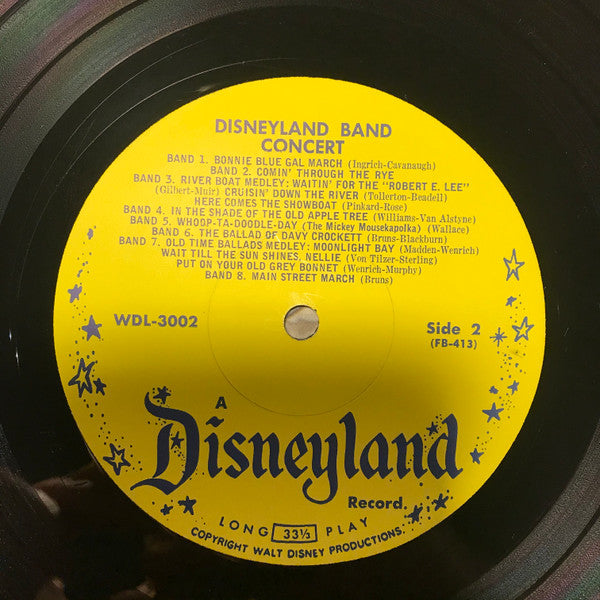 DISNEYLAND BAND
CONCERT
BAND 1. BONNIE BLUE GAL MARCH (Ingrich-Cavanaugh)
BAND 2. COMIN' THROUGH THE RYE
BAND 3. RIVER BOAT MEDLEY: WAITIN' FOR THE "ROBERT E. LEE"
(Gilbert-Muir) CRUISIN' DOWN THE RIVER (Tollerton-Beadell)
HERE COMES THE SHOWBOAT (Pinkard-Rose)
BAND 4. IN THE SHADE OF THE OLD APPLE TREE (Williams-Van Alstyne)
BAND 5. WHOOP-TA-DOODLE-DAY (The Mickey Mousekapolka) (Wallace)
BAND 6. THE BALLAD OF DAVY CROCKETT (Bruns-Blackburn)
BAND 7. OLD TIME BALLADS MEDLEY: MOONLIGHT BAY (Madden-Wenrich)
WAIT TILL THE SUN SHINES, NELLIE (Von Tilzer-Sterling)
PUT ON YOUR OLD GREY BONNET (Wenrich-Murphy)
BAND 8. MAIN STREET MARCH (Bruns)
WDL-3002
Side 2
(FB-413)
A
Disneyland
Record.
LONG 33⅓ PLAY
COPYRIGHT WALT DISNEY PRODUCTIONS.